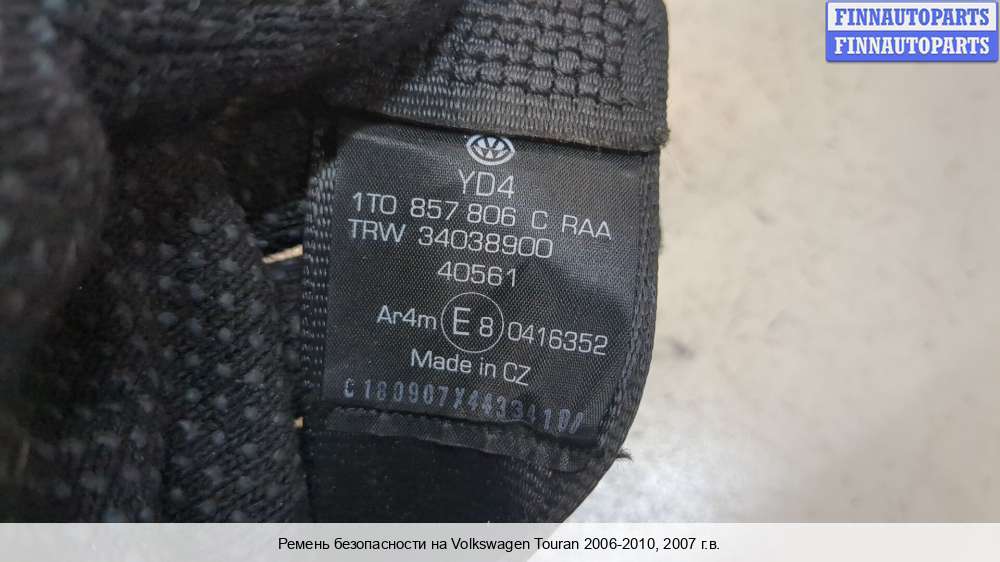 FINNAUTOPARTS
FINNAUTOPARTS
YD4
1T0 857 806 C RAA
TRW 34038900
40561
Ar4m E 8 0416352
Made in CZ
Ремень безопасности на Volkswagen Touran 2006-2010, 2007 г.в.